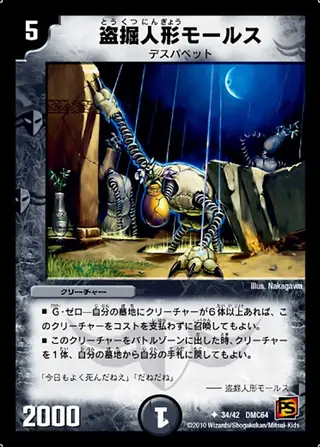 5
とうくつにんぎょう
盗掘人形モールス
デスパペット
Illus. Nakagawa
クリーチャー
■ G・ゼロ―自分の墓地にクリーチャーが6体以上あれば、こ
のクリーチャーをコストを支払わずに召喚してもよい。
■ このクリーチャーをバトルゾーンに出した時、クリーチャー
を1体、自分の墓地から自分の手札に戻してもよい。
「今日もよく死んだねえ」「だねだね」
―― 盗掘人形モールス
2000
1
34/42 DMC64
©2010 Wizards/Shogakukan/Mitsui-Kids
PS